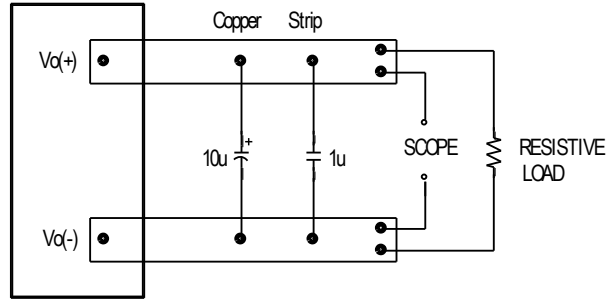 Copper Strip
Vo(+)
+
10u 1u SCOPE RESISTIVE
LOAD
Vo(-)